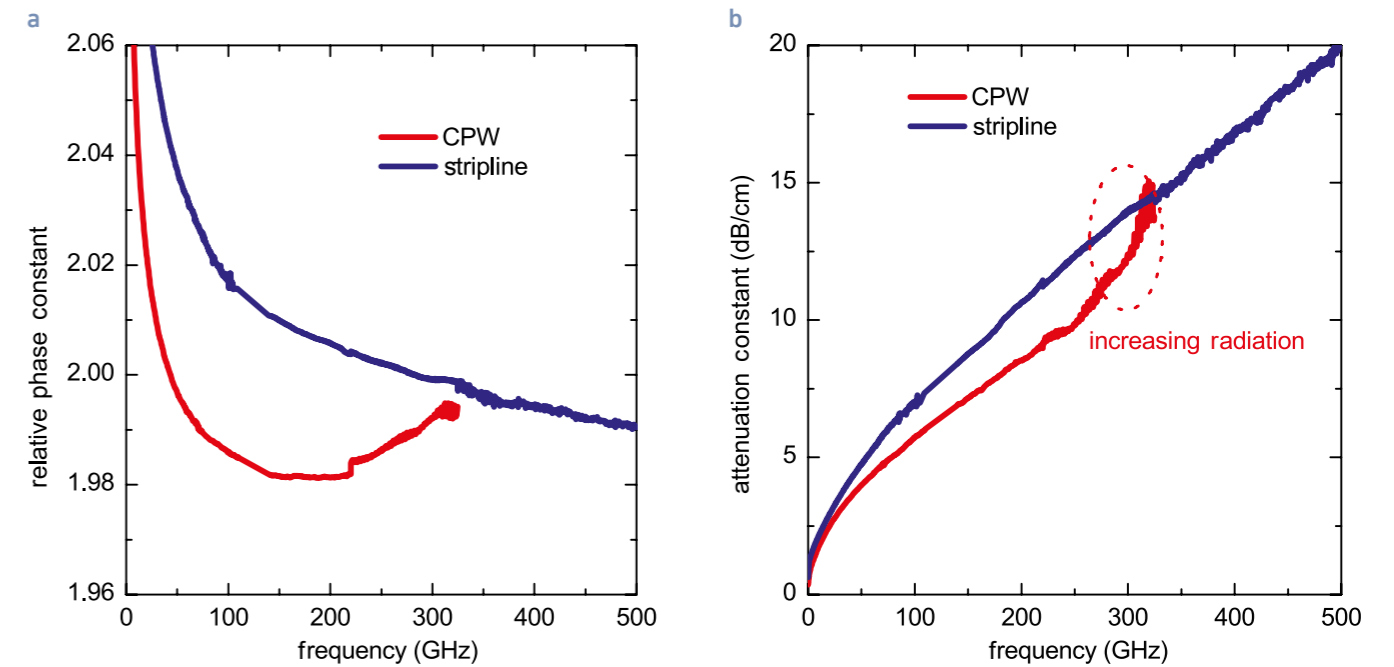 a
relative phase constant
2.06
2.04
2.02
2.00
1.98
1.96
CPW
stripline
0 100 200 300 400 500
frequency (GHz)
b
attenuation constant (dB/cm)
20
15
10
5
0
CPW
stripline
increasing radiation
0 100 200 300 400 500
frequency (GHz)